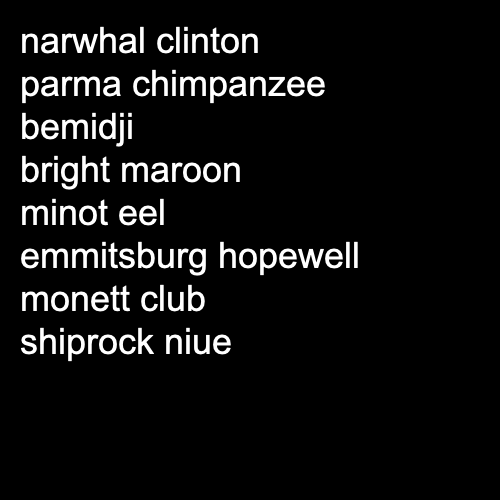 narwhal clinton
parma chimpanzee
bemidji
bright maroon
minot eel
emmitsburg hopewell
monett club
shiprock niue